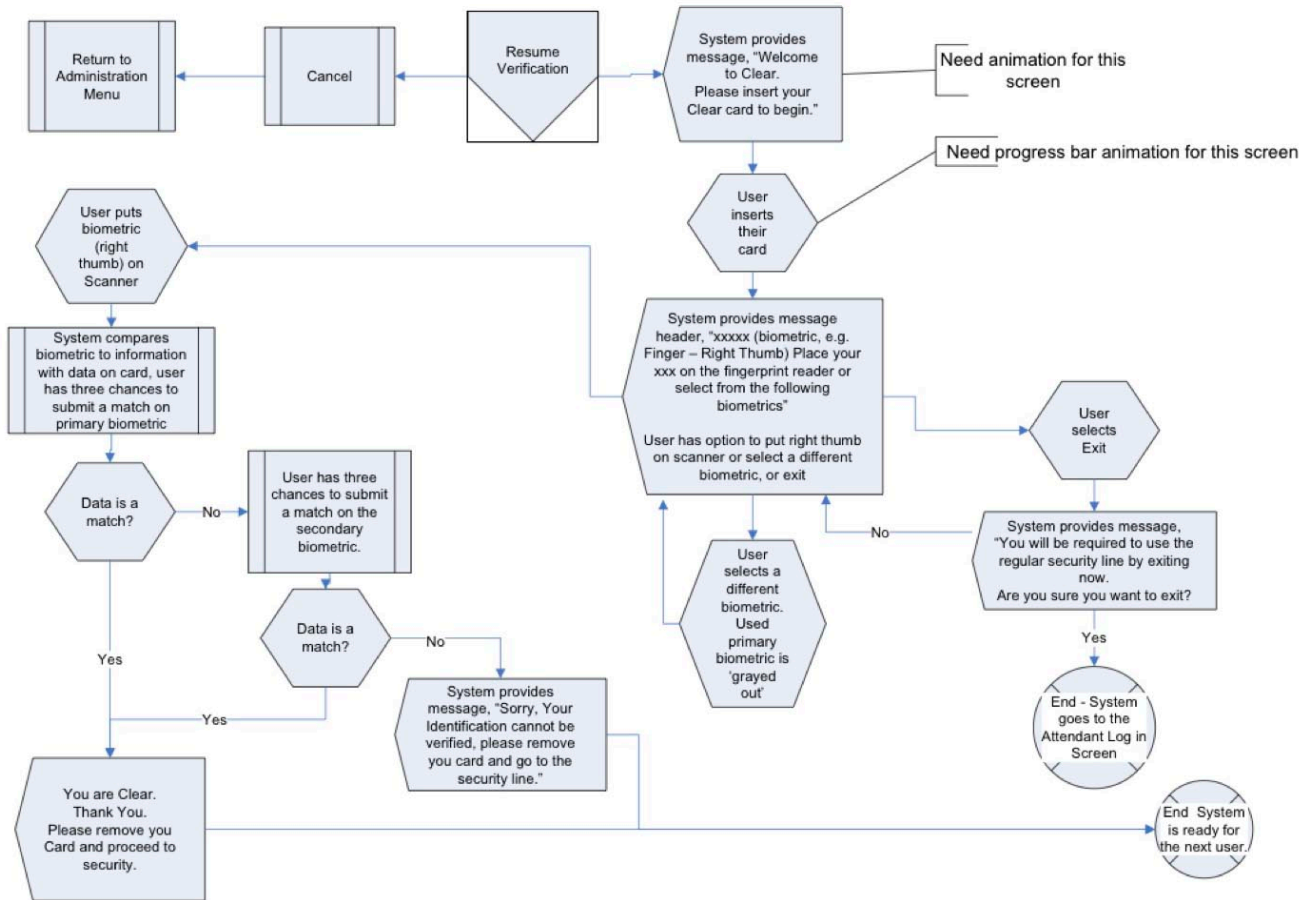 Return to
Administration
Menu
Cancel
Resume
Verification
System provides
message, “Welcome
to Clear.
Please insert your
Clear card to begin.”
Need animation for this
screen
Need progress bar animation for this screen
User
inserts
their
card
User puts
biometric
(right
thumb) on
Scanner
System compares
biometric to information
with data on card, user
has three chances to
submit a match on
primary biometric
System provides message
header, “xxxxx (biometric, e.g.
Finger – Right Thumb) Place your
xxx on the fingerprint reader or
select from the following
biometrics”
User has option to put right thumb
on scanner or select a different
biometric, or exit
User
selects
Exit
Data is a
match?
No
User has three
chances to submit
a match on the
secondary
biometric.
User
selects a
different
biometric.
Used
primary
biometric is
‘grayed
out’
No
System provides message,
“You will be required to use the
regular security line by exiting
now.
Are you sure you want to exit?
Yes
Data is a
match?
No
Yes
Yes
System provides
message, “Sorry, Your
Identification cannot be
verified, please remove
you card and go to the
security line.”
End - System
goes to the
Attendant Log in
Screen
You are Clear.
Thank You.
Please remove you
Card and proceed to
security.
End System
is ready for
the next user.